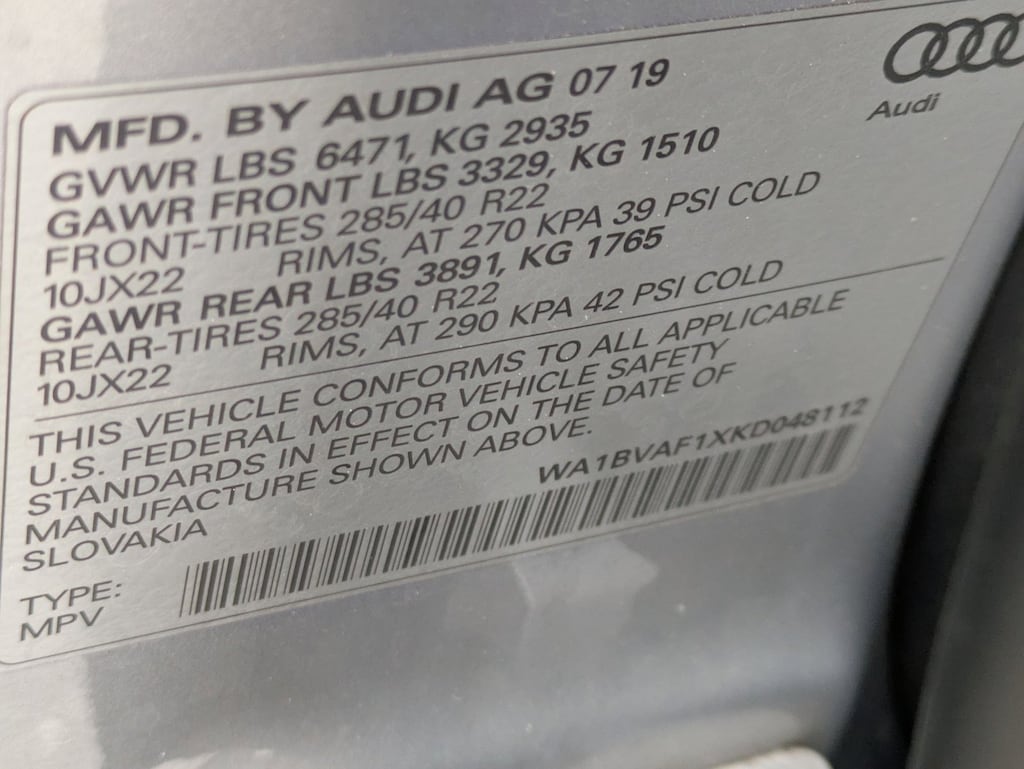 MFD. BY AUDI AG 07 19
Audi
GVWR LBS 6471, KG 2935
GAWR FRONT LBS 3329, KG 1510
FRONT-TIRES 285/40 R22
10JX22 RIMS, AT 270 KPA 39 PSI COLD
GAWR REAR LBS 3891, KG 1765
REAR-TIRES 285/40 R22
10JX22 RIMS, AT 290 KPA 42 PSI COLD
THIS VEHICLE CONFORMS TO ALL APPLICABLE
U.S. FEDERAL MOTOR VEHICLE SAFETY
STANDARDS IN EFFECT ON THE DATE OF
MANUFACTURE SHOWN ABOVE.
SLOVAKIA
WA1BVAF1XKD048112
TYPE:
MPV